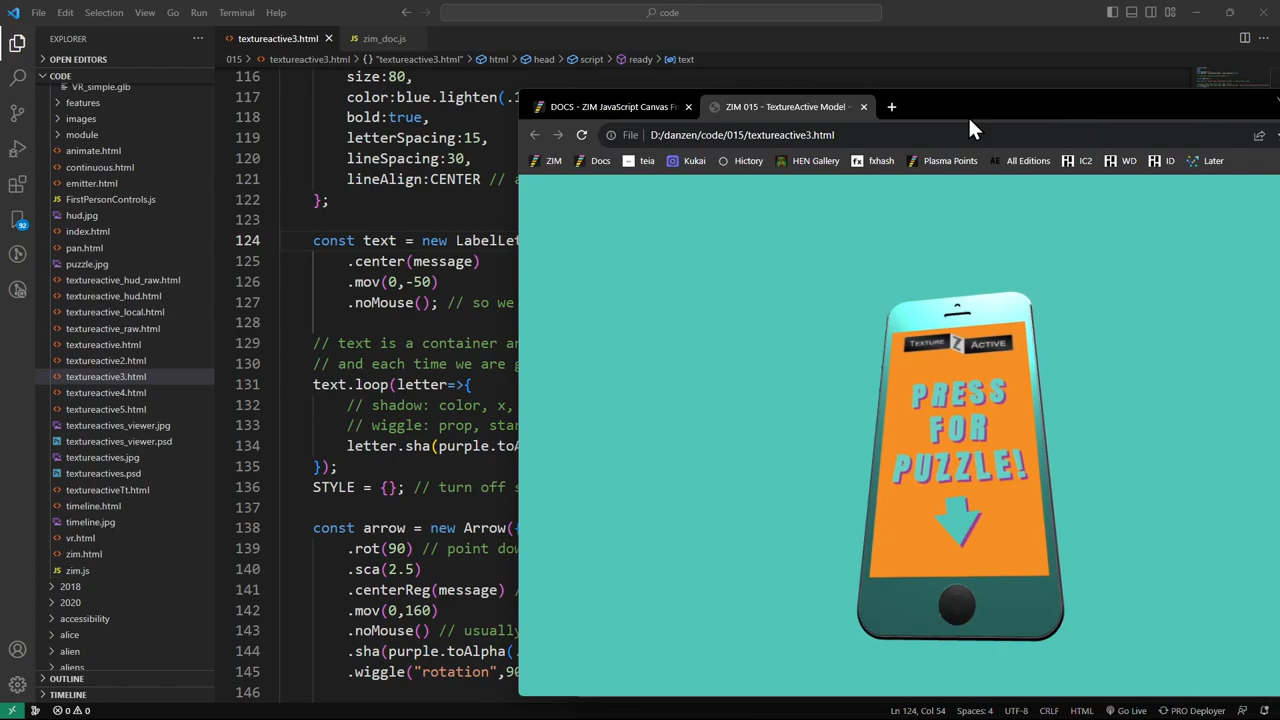 File Edit Selection View Go Run Terminal Help
code
EXPLORER
textureactive3.html
zim_doc.js
OPEN EDITORS
015 > textureactive3.html > {} "textureactive3.html" > html > head > script > ready > text
CODE
VR_simple.glb
features
images
module
animate.html
continuous.html
emitter.html
FirstPersonControls.js
hud.jpg
index.html
pan.html
puzzle.jpg
textureactive_hud_raw.html
textureactive_hud.html
textureactive_local.html
textureactive_raw.html
textureactive.html
textureactive2.html
textureactive3.html
textureactive4.html
textureactive5.html
textureactives_viewer.jpg
textureactives_viewer.psd
textureactives.jpg
textureactives.psd
textureactiveTt.html
timeline.html
timeline.jpg
vr.html
zim.html
zim.js
2018
2020
accessibility
alice
alien
aliens
OUTLINE
TIMELINE
92
116 size:80,
117 color:blue.lighten(.
118 bold:true,
119 letterSpacing:15,
120 lineSpacing:30,
121 lineAlign:CENTER // a
122 };
123
124 const text = new LabelLet
125 .center(message)
126 .mov(0,-50)
127 .noMouse(); // so we
128
129 // text is a container an
130 // and each time we are g
131 text.loop(letter=>{
132 // shadow: color, x,
133 // wiggle: prop, star
134 letter.sha(purple.toA
135 });
136 STYLE = {}; // turn off s
137
138 const arrow = new Arrow({
139 .rot(90) // point dow
140 .sca(2.5)
141 .centerReg(message) /
142 .mov(0,160)
143 .noMouse() // usually
144 .sha(purple.toAlpha(.
145 .wiggle("rotation",90
146
DOCS - ZIM JavaScript Canvas Fr
ZIM 015 - TextureActive Model -
File D:/danzen/code/015/textureactive3.html
ZIM Docs teia Kukai History HEN Gallery fxhash Plasma Points All Editions IC2 WD ID Later
TEXTURE Z ACTIVE
PRESS
FOR
PUZZLE!
0 0 Ln 124, Col 54 Spaces: 4 UTF-8 CRLF HTML Go Live PRO Deployer